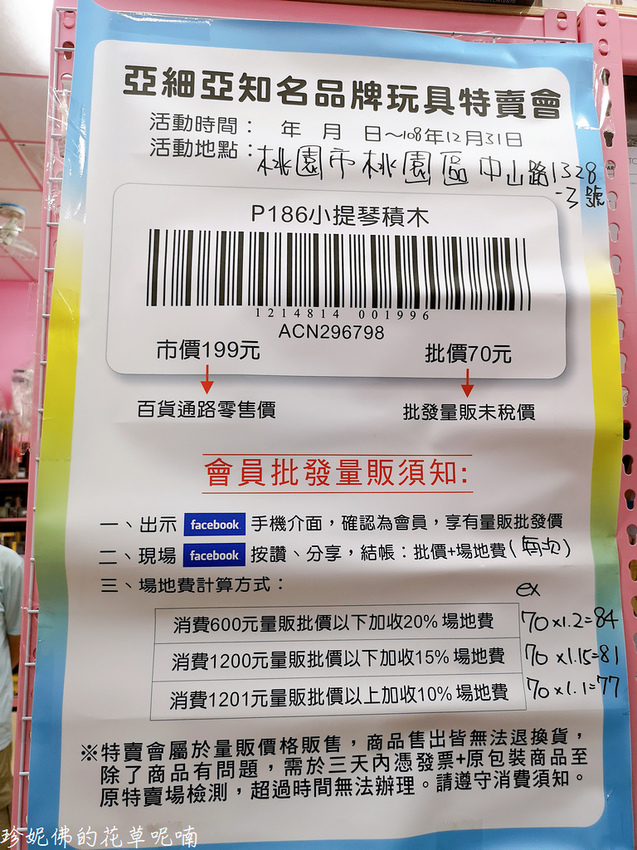 亞細亞知名品牌玩具特賣會
活動時間： 年 月 日～108年12月31日
活動地點：桃園市桃園區中山路1328
-3號
P186小提琴積木
1214814 001996
ACN296798
市價199元 批價70元
百貨通路零售價 批發量販未稅價
會員批發量販須知:
一、出示 facebook 手機介面，確認為會員，享有量販批發價
二、現場 facebook 按讚、分享，結帳：批價+場地費(每次)
三、場地費計算方式：
ex
消費600元量販批價以下加收20% 場地費 70×1.2=84
消費1200元量販批價以下加收15% 場地費 70×1.15=81
消費1201元量販批價以上加收10% 場地費 70×1.1=77
※特賣會屬於量販價格販售，商品售出皆無法退換貨，
除了商品有問題，需於三天內憑發票+原包裝商品至
原特賣場檢測，超過時間無法辦理。請遵守消費須知。
珍妮佛的花草呢喃